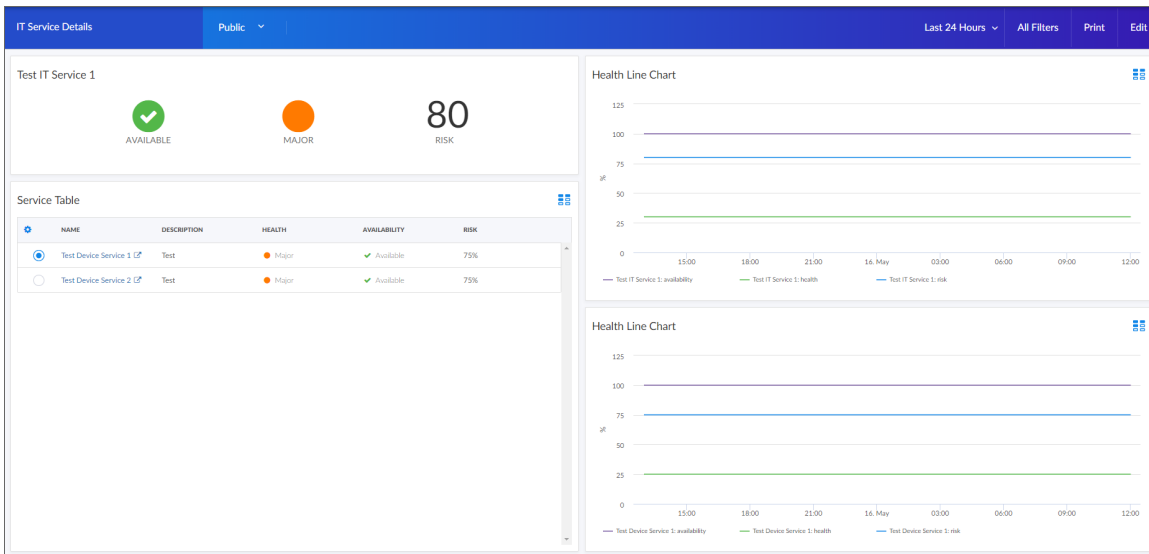 IT Service Details
Public
Last 24 Hours
All Filters
Print
Edit
Test IT Service 1
AVAILABLE
MAJOR
80
RISK
Service Table
NAME DESCRIPTION HEALTH AVAILABILITY RISK
Test Device Service 1 Test Major Available 75%
Test Device Service 2 Test Major Available 75%
Health Line Chart
125
100
75
50
25
0
%
15:00 18:00 21:00 16. May 03:00 06:00 09:00 12:00
Test IT Service 1: availability Test IT Service 1: health Test IT Service 1: risk
Health Line Chart
125
100
75
50
25
0
%
15:00 18:00 21:00 16. May 03:00 06:00 09:00 12:00
Test Device Service 1: availability Test Device Service 1: health Test Device Service 1: risk